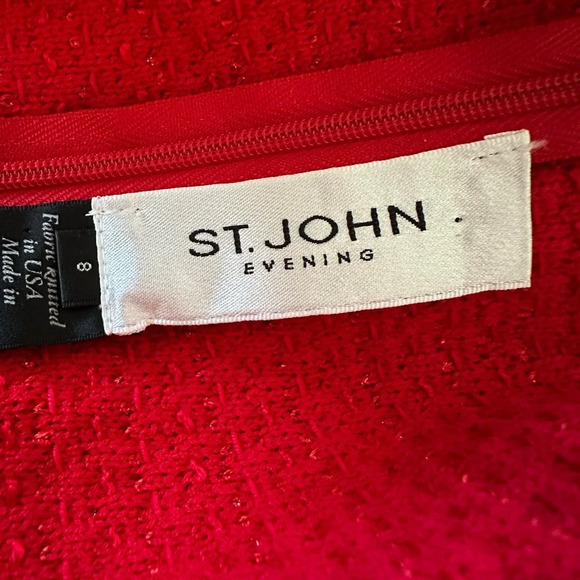 ST. JOHN
EVENING
8
Fabric Knitted
in USA
Made in